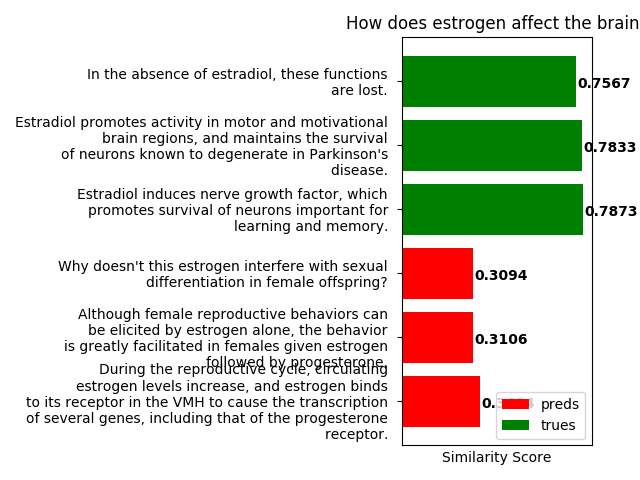 How does estrogen affect the brain
In the absence of estradiol, these functions
are lost.
0.7567
Estradiol promotes activity in motor and motivational
brain regions, and maintains the survival
of neurons known to degenerate in Parkinson's
disease.
0.7833
Estradiol induces nerve growth factor, which
promotes survival of neurons important for
learning and memory.
0.7873
Why doesn't this estrogen interfere with sexual
differentiation in female offspring?
0.3094
Although female reproductive behaviors can
be elicited by estrogen alone, the behavior
is greatly facilitated in females given estrogen
followed by progesterone.
0.3106
During the reproductive cycle, circulating
estrogen levels increase, and estrogen binds
to its receptor in the VMH to cause the transcription
of several genes, including that of the progesterone
receptor.
preds
trues
Similarity Score